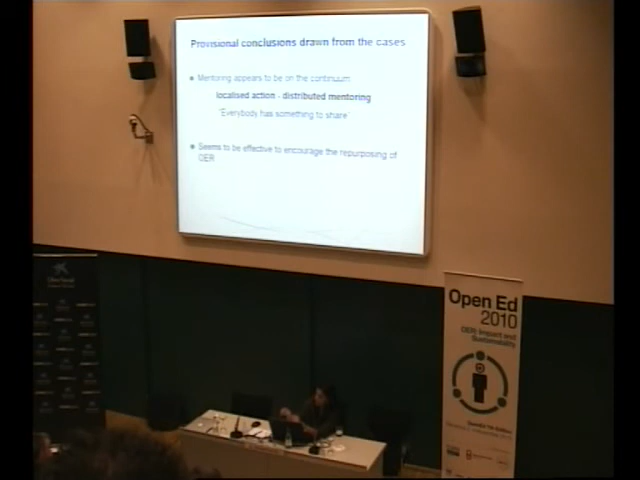 Provisional conclusions drawn from the cases
Mentoring appears to be on the continuum
localised action - distributed mentoring
"Everybody has something to share"
Seems to be effective to encourage the repurposing of
OER
Open Ed
2010
OER: Impact and
Sustainability